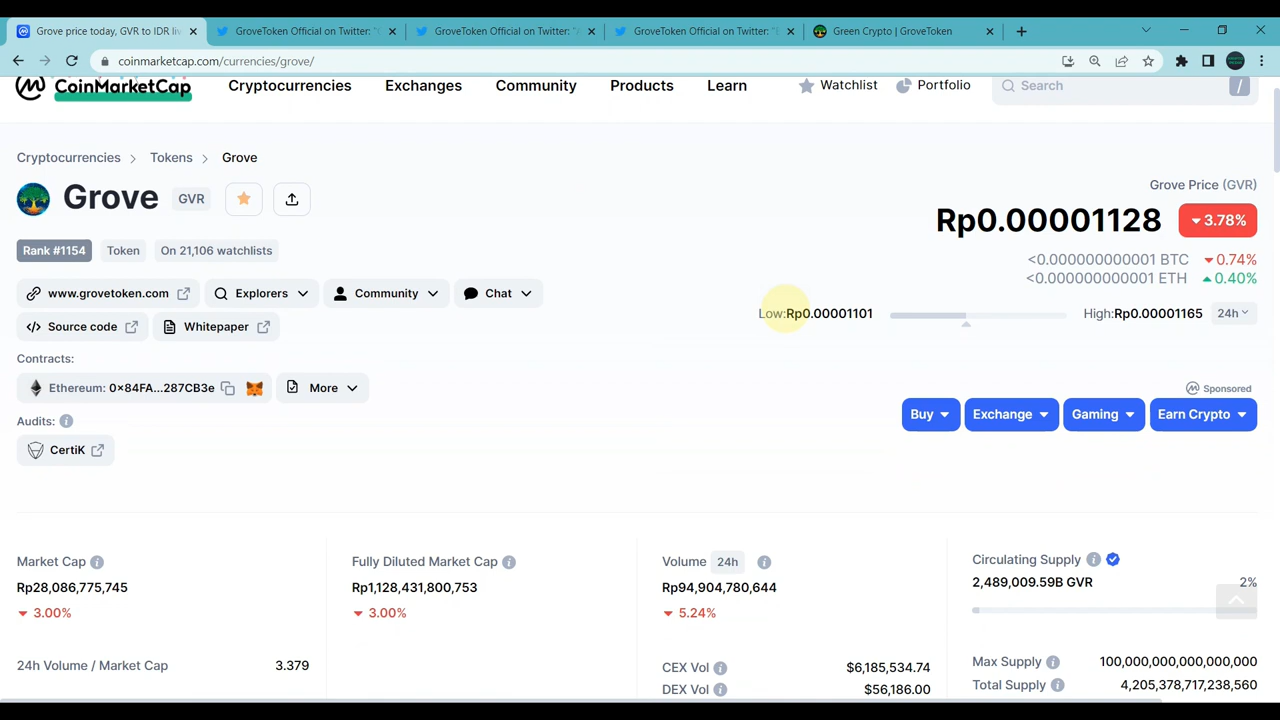 Grove price today, GVR to IDR li
GroveToken Official on Twitter: "
GroveToken Official on Twitter: "
GroveToken Official on Twitter: "
Green Crypto | GroveToken
coinmarketcap.com/currencies/grove/
CoinMarketCap
Cryptocurrencies Exchanges Community Products Learn Watchlist Portfolio Search /
Cryptocurrencies > Tokens > Grove
Grove GVR
Grove Price (GVR)
Rp0.00001128 3.78%
Rank #1154 Token On 21,106 watchlists
<0.000000000001 BTC 0.74%
<0.000000000001 ETH 0.40%
www.grovetoken.com Explorers Community Chat
Low:Rp0.00001101 High:Rp0.00001165 24h
Source code Whitepaper
Contracts:
Ethereum: 0x84FA...287CB3e More
Sponsored
Buy Exchange Gaming Earn Crypto
Audits:
CertiK
Market Cap Fully Diluted Market Cap Volume 24h Circulating Supply
Rp28,086,775,745 Rp1,128,431,800,753 Rp94,904,780,644 2,489,009.59B GVR 2%
3.00% 3.00% 5.24%
24h Volume / Market Cap 3.379
CEX Vol $6,185,534.74
DEX Vol $56,186.00
Max Supply 100,000,000,000,000,000
Total Supply 4,205,378,717,238,560